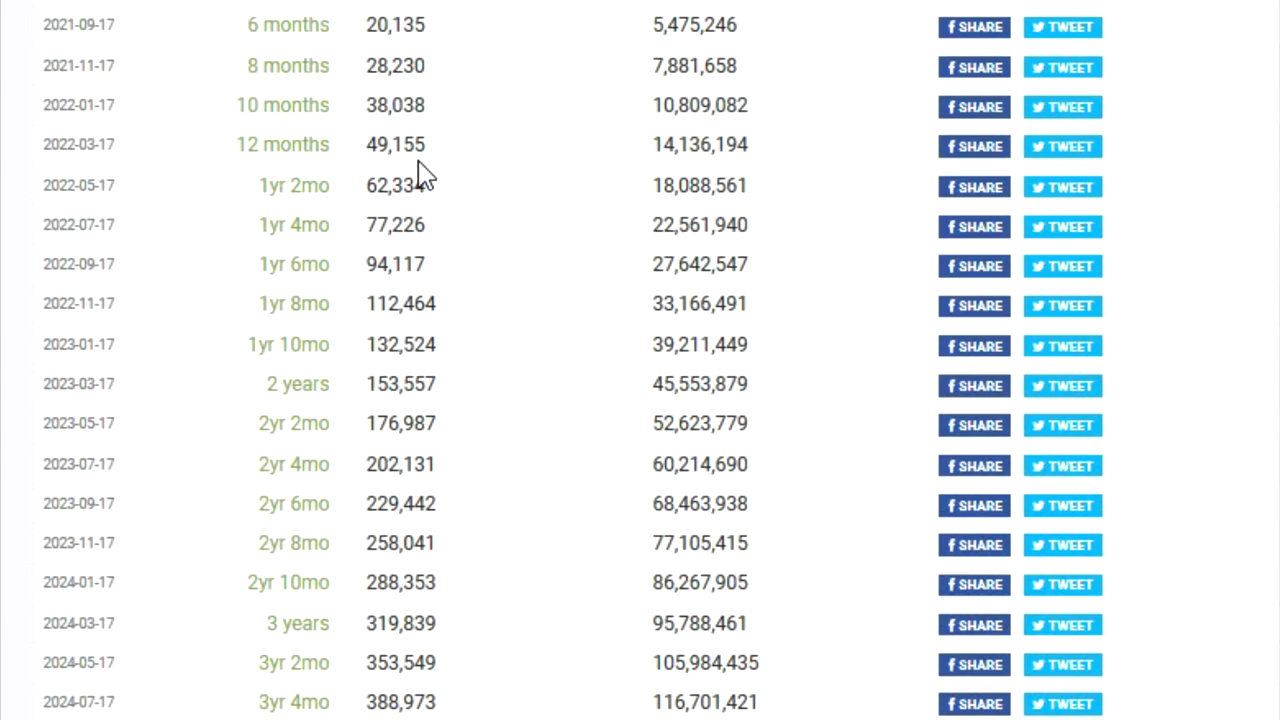 2021-09-17 6 months 20,135 5,475,246 SHARE TWEET
2021-11-17 8 months 28,230 7,881,658 SHARE TWEET
2022-01-17 10 months 38,038 10,809,082 SHARE TWEET
2022-03-17 12 months 49,155 14,136,194 SHARE TWEET
2022-05-17 1yr 2mo 18,088,561 SHARE TWEET
2022-07-17 1yr 4mo 77,226 22,561,940 SHARE TWEET
2022-09-17 1yr 6mo 94,117 27,642,547 SHARE TWEET
2022-11-17 1yr 8mo 112,464 33,166,491 SHARE TWEET
2023-01-17 1yr 10mo 132,524 39,211,449 SHARE TWEET
2023-03-17 2 years 153,557 45,553,879 SHARE TWEET
2023-05-17 2yr 2mo 176,987 52,623,779 SHARE TWEET
2023-07-17 2yr 4mo 202,131 60,214,690 SHARE TWEET
2023-09-17 2yr 6mo 229,442 68,463,938 SHARE TWEET
2023-11-17 2yr 8mo 258,041 77,105,415 SHARE TWEET
2024-01-17 2yr 10mo 288,353 86,267,905 SHARE TWEET
2024-03-17 3 years 319,839 95,788,461 SHARE TWEET
2024-05-17 3yr 2mo 353,549 105,984,435 SHARE TWEET
2024-07-17 3yr 4mo 388,973 116,701,421 SHARE TWEET